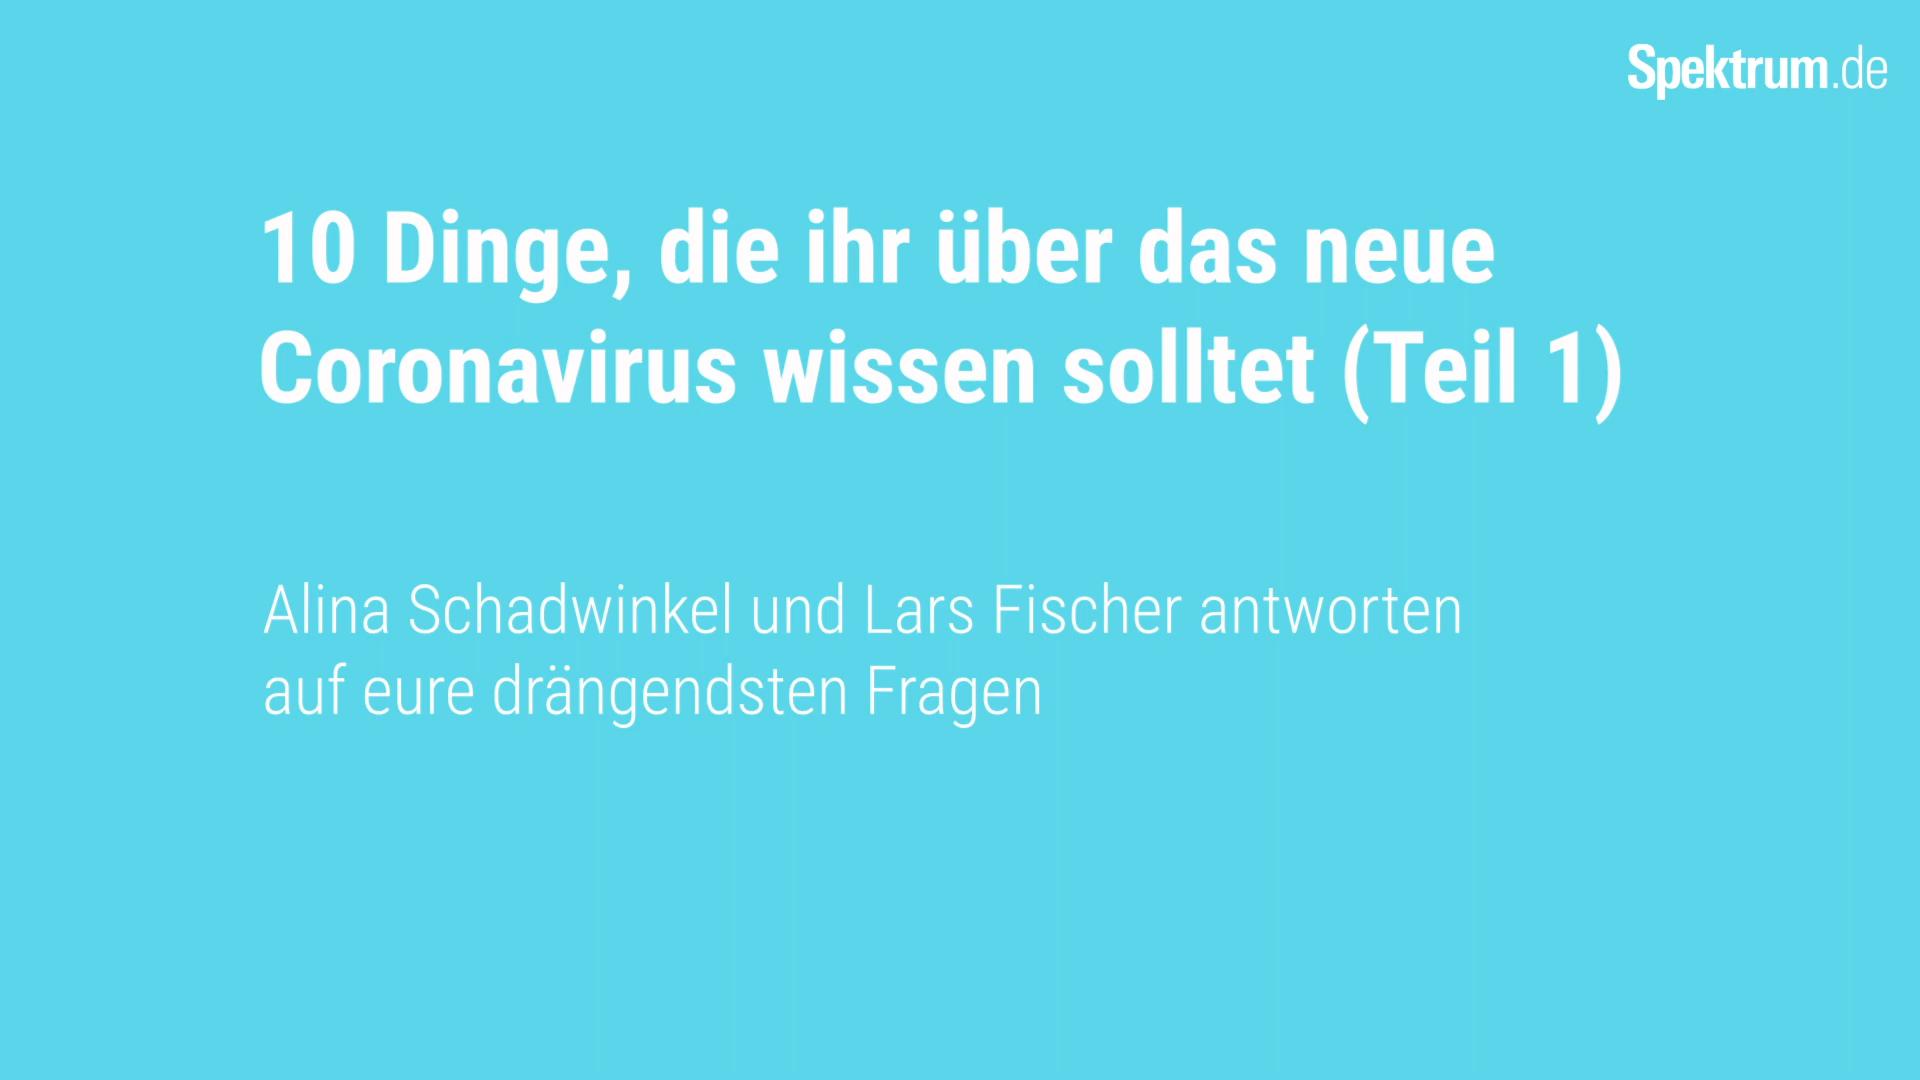 Spektrum.de
10 Dinge, die ihr über das neue
Coronavirus wissen solltet (Teil 1)
Alina Schadwinkel und Lars Fischer antworten
auf eure drängendsten Fragen